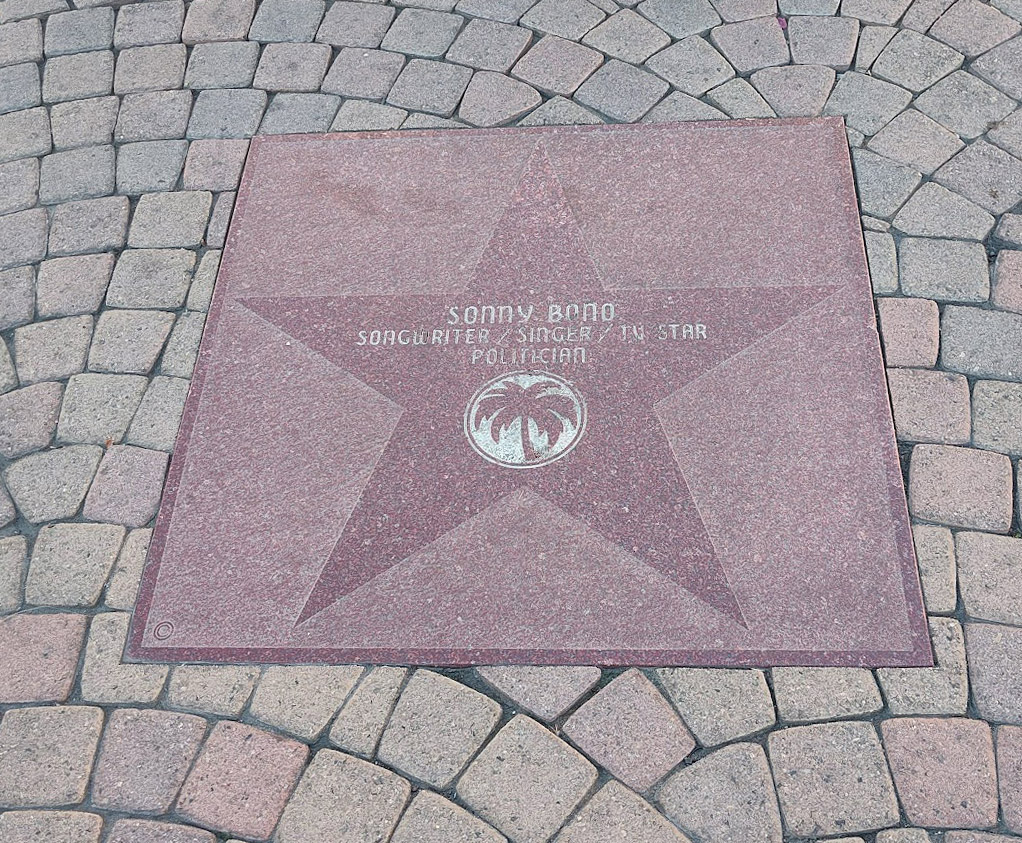 SONNY BONO
SONGWRITER / SINGER / TV STAR
POLITICIAN
©